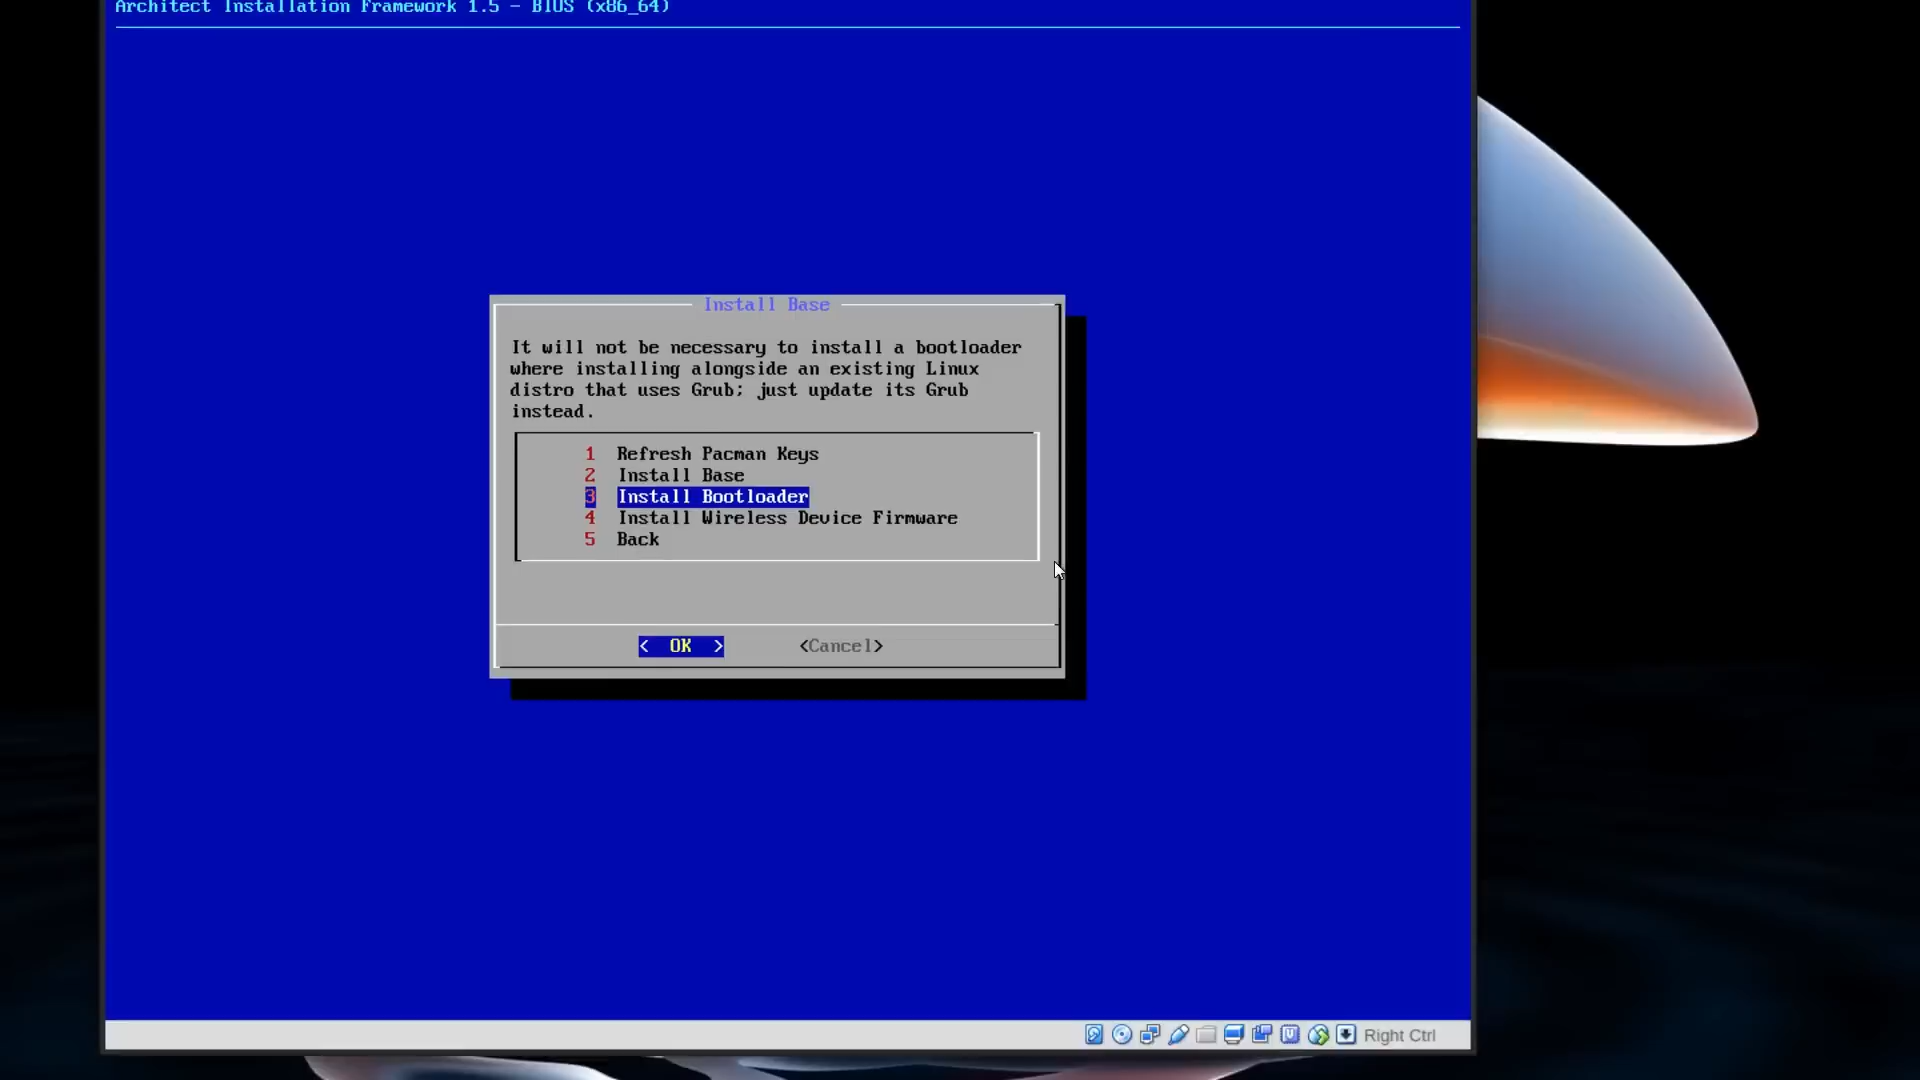 Architect Installation Framework 1.5 - BIOS (x86_64)
Install Base
It will not be necessary to install a bootloader
where installing alongside an existing Linux
distro that uses Grub; just update its Grub
instead.
1 Refresh Pacman Keys
2 Install Base
3 Install Bootloader
4 Install Wireless Device Firmware
5 Back
< OK > <Cancel>
Right Ctrl